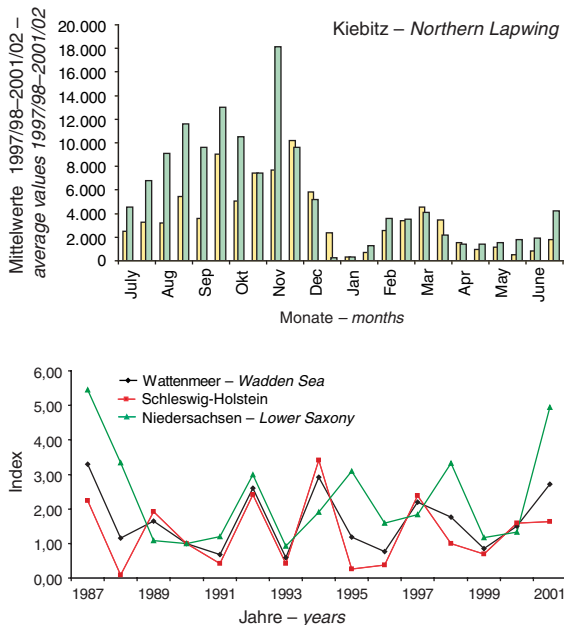 Kiebitz – Northern Lapwing
Mittelwerte 1997/98–2001/02 –
average values 1997/98–2001/02
20.000
18.000
16.000
14.000
12.000
10.000
8.000
6.000
4.000
2.000
0
July Aug Sep Okt Nov Dec Jan Feb Mar Apr May June
Monate – months
Wattenmeer – Wadden Sea
Schleswig-Holstein
Niedersachsen – Lower Saxony
Index
6,00
5,00
4,00
3,00
2,00
1,00
0,00
1987 1989 1991 1993 1995 1997 1999 2001
Jahre – years